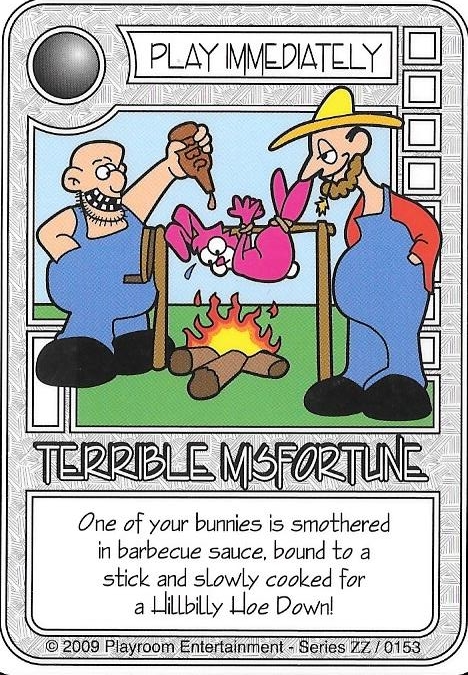 PLAY IMMEDIATELY
TERRIBLE MISFORTUNE
One of your bunnies is smothered
in barbecue sauce, bound to a
stick and slowly cooked for
a Hillbilly Hoe Down!
© 2009 Playroom Entertainment - Series ZZ / 0153